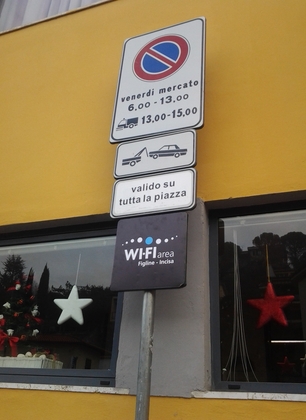 venerdi mercato
6,00 - 13,00
13,00-15,00
valido su
tutta la piazza
WI-FI area
Figline - Incisa